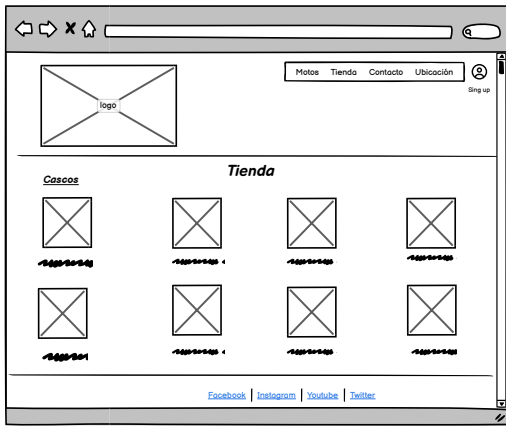 logo
Motos Tienda Contacto Ubicación
Sing up
Tienda
Cascos
Facebook Instagram Youtube Twitter